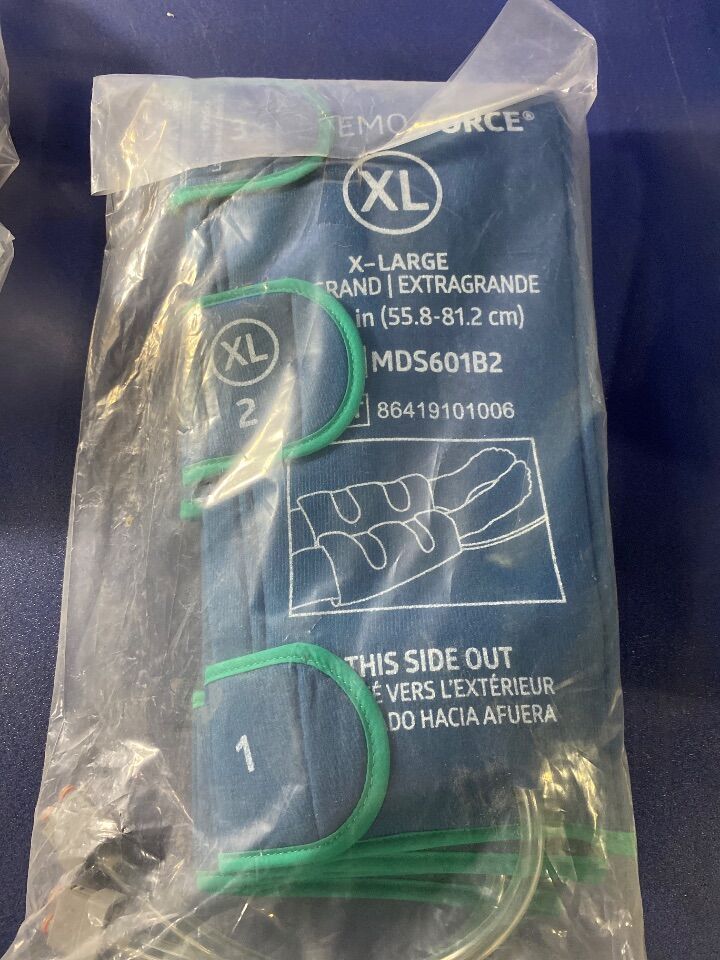 EMO ORCE®
XL
X-LARGE
RAND | EXTRAGRANDE
in (55.8-81.2 cm)
XL
2
MDS601B2
86419101006
THIS SIDE OUT
É VERS L'EXTÉRIEUR
DO HACIA AFUERA
1